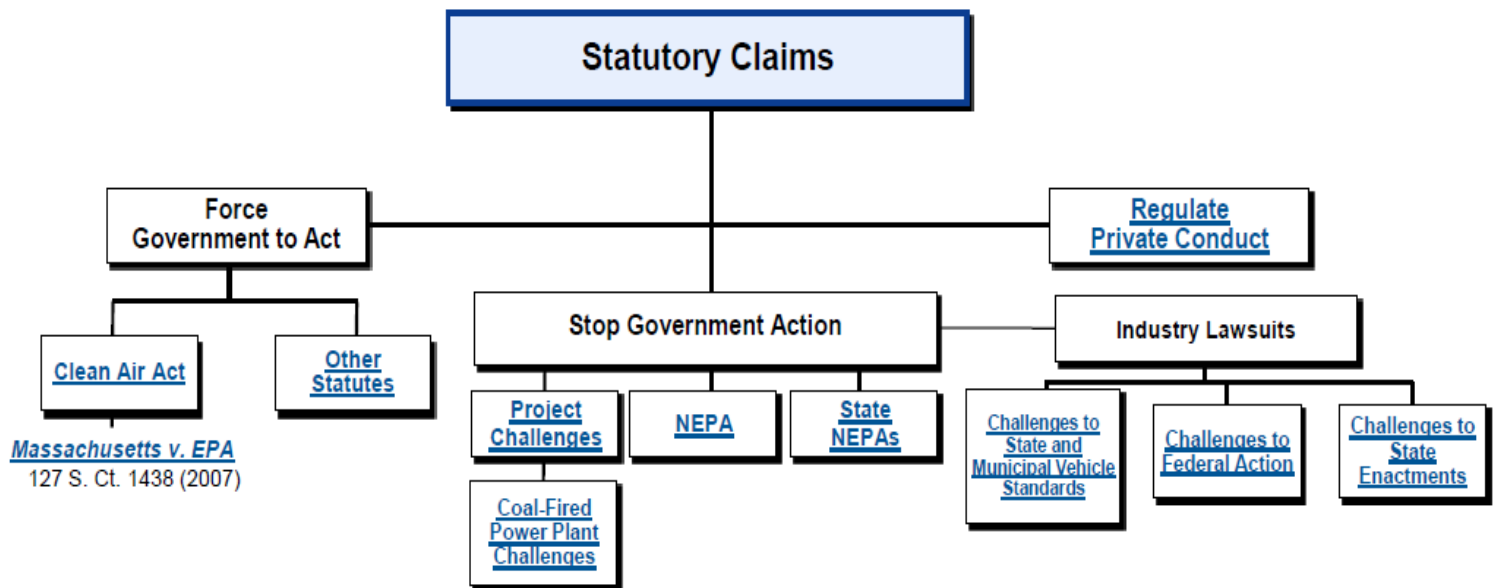 Statutory Claims
Force
Government to Act
Regulate
Private Conduct
Stop Government Action
Industry Lawsuits
Clean Air Act
Other
Statutes
Massachusetts v. EPA
127 S. Ct. 1438 (2007)
Project
Challenges
NEPA
State
NEPAs
Coal-Fired
Power Plant
Challenges
Challenges to
State and
Municipal Vehicle
Standards
Challenges to
Federal Action
Challenges to
State
Enactments